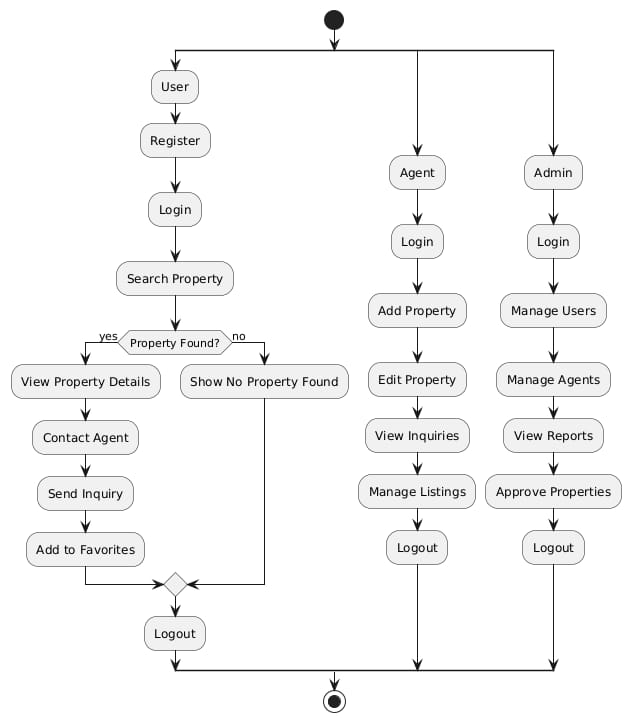 User
Register
Login
Search Property
Property Found?
yes
no
View Property Details
Show No Property Found
Contact Agent
Send Inquiry
Add to Favorites
Logout
Agent
Login
Add Property
Edit Property
View Inquiries
Manage Listings
Logout
Admin
Login
Manage Users
Manage Agents
View Reports
Approve Properties
Logout